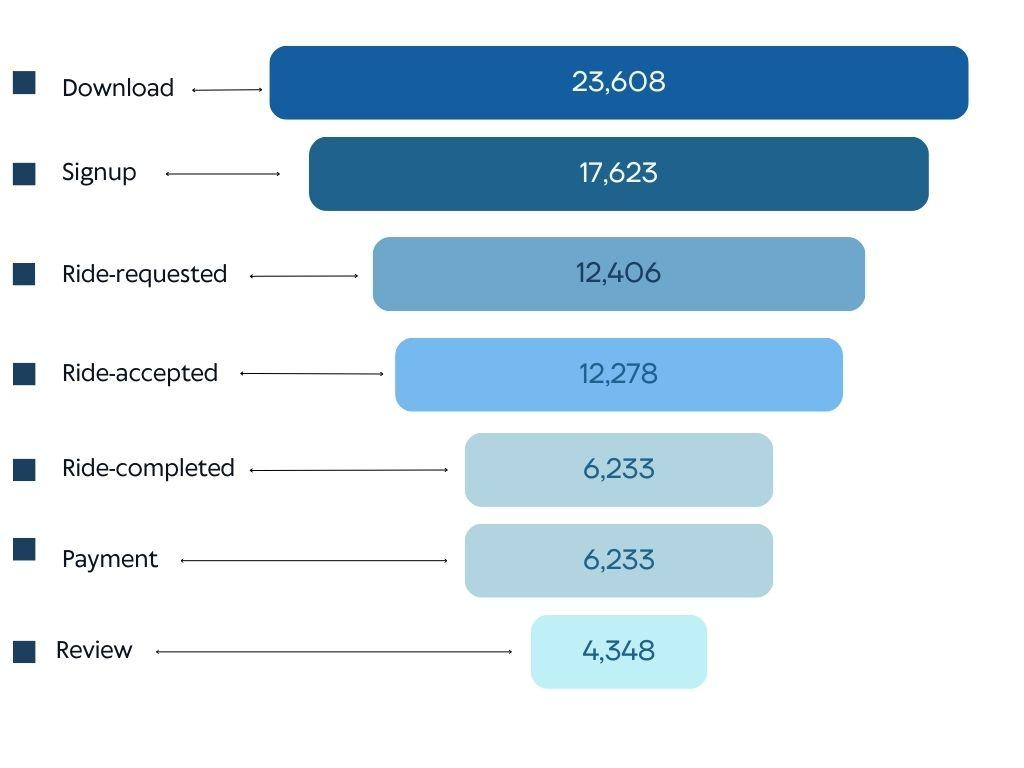 Download 23,608
Signup 17,623
Ride-requested 12,406
Ride-accepted 12,278
Ride-completed 6,233
Payment 6,233
Review 4,348